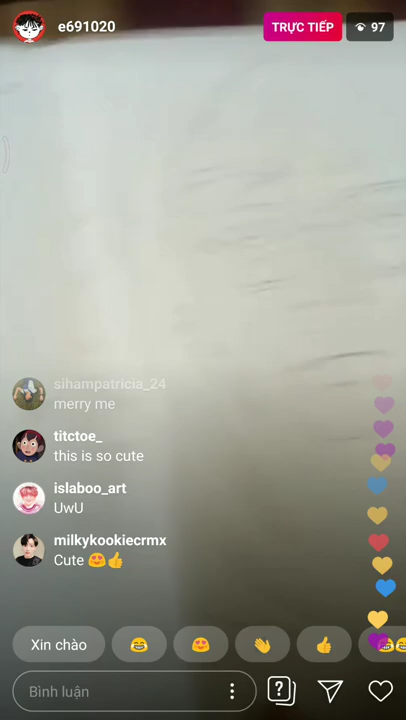 e691020
TRỰC TIẾP
97
sihampatricia_24
merry me
titctoe_
this is so cute
islaboo_art
UwU
milkykookiecrmx
Cute 😍👍
Xin chào
Bình luận